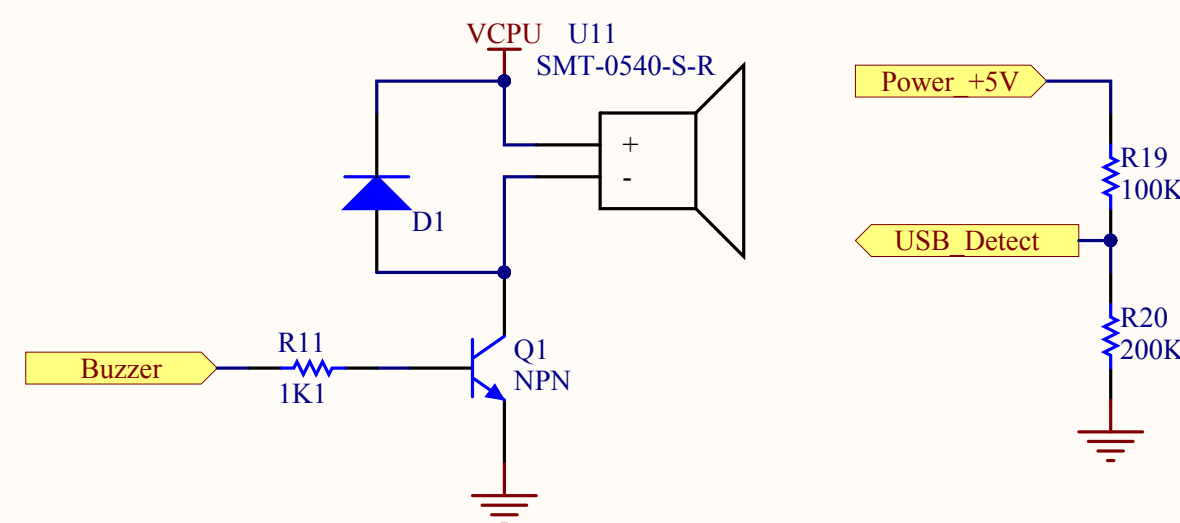 VCPU U11
SMT-0540-S-R
+
-
D1
R11
Buzzer
1K1
Q1
NPN
Power_+5V
R19
100K
USB_Detect
R20
200K